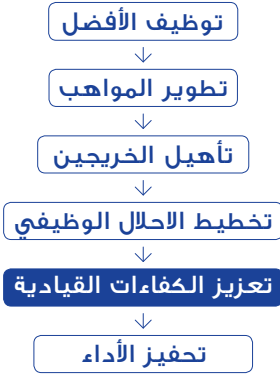 توظيف الأفضل
تطوير المواهب
تأهيل الخريجين
تخطيط الاحلال الوظيفي
تعزيز الكفاءات القيادية
تحفيز الأداء